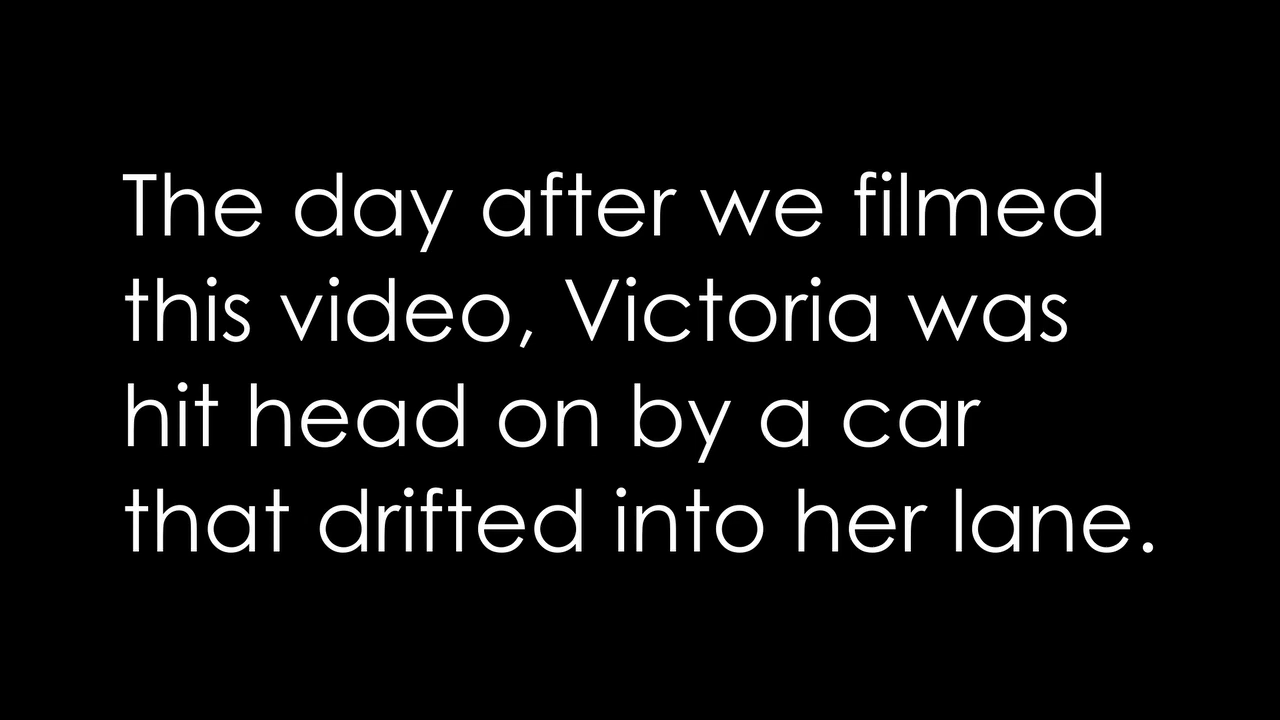 The day after we filmed
this video, Victoria was
hit head on by a car
that drifted into her lane.